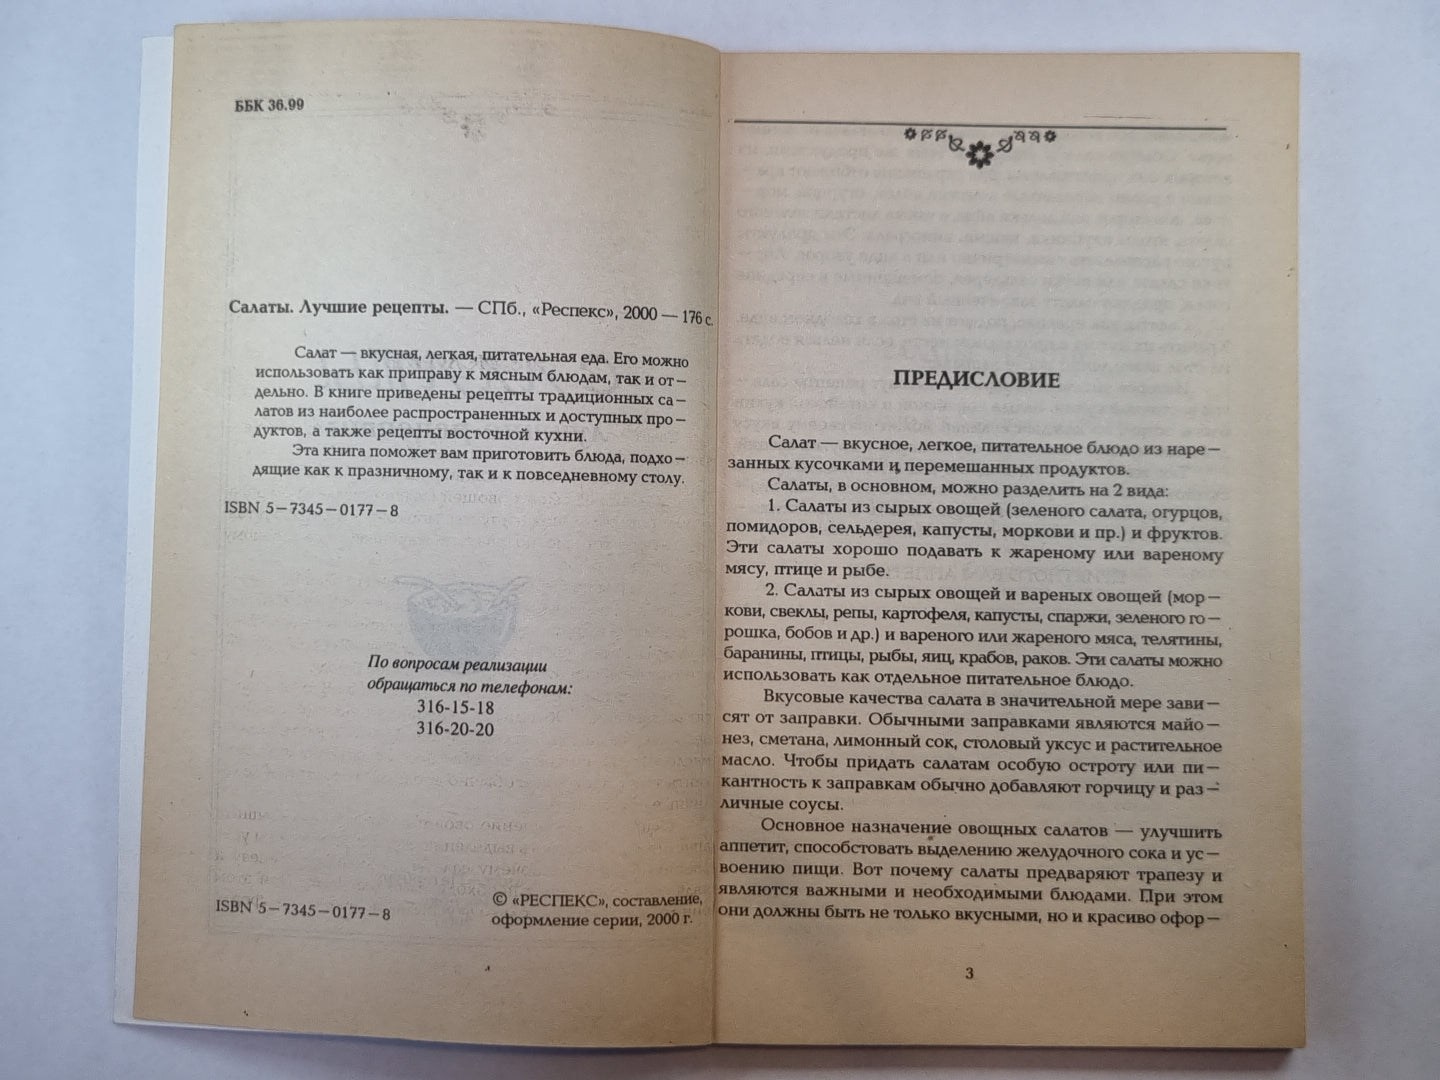 ББК 36.99
Салаты. Лучшие рецепты. — СПб., «Респекс», 2000 — 176 с.
Салат — вкусная, легкая, питательная еда. Его можно
использовать как приправу к мясным блюдам, так и от-
дельно. В книге приведены рецепты традиционных са-
латов из наиболее распространенных и доступных про-
дуктов, а также рецепты восточной кухни.
Эта книга поможет вам приготовить блюда, подхо-
дящие как к празничному, так и к повседневному столу.
ISBN 5-7345-0177-8
По вопросам реализации
обращаться по телефонам:
316-15-18
316-20-20
ISBN 5-7345-0177-8
© «РЕСПЕКС», составление,
оформление серии, 2000 г.
ПРЕДИСЛОВИЕ
Салат — вкусное, легкое, питательное блюдо из наре-
занных кусочками и перемешанных продуктов.
Салаты, в основном, можно разделить на 2 вида:
1. Салаты из сырых овощей (зеленого салата, огурцов,
помидоров, сельдерея, капусты, моркови и пр.) и фруктов.
Эти салаты хорошо подавать к жареному или вареному
мясу, птице и рыбе.
2. Салаты из сырых овощей и вареных овощей (мор-
кови, свеклы, репы, картофеля, капусты, спаржи, зеленого го-
рошка, бобов и др.) и вареного или жареного мяса, телятины,
баранины, птицы, рыбы, яиц, крабов, раков. Эти салаты можно
использовать как отдельное питательное блюдо.
Вкусовые качества салата в значительной мере зави-
сят от заправки. Обычными заправками являются майо-
нез, сметана, лимонный сок, столовый уксус и растительное
масло. Чтобы придать салатам особую остроту или пи-
кантность к заправкам обычно добавляют горчицу и раз-
личные соусы.
Основное назначение овощных салатов — улучшить
аппетит, способстовать выделению желудочного сока и ус-
воению пищи. Вот почему салаты предваряют трапезу и
являются важными и необходимыми блюдами. При этом
они должны быть не только вкусными, но и красиво офор-
3